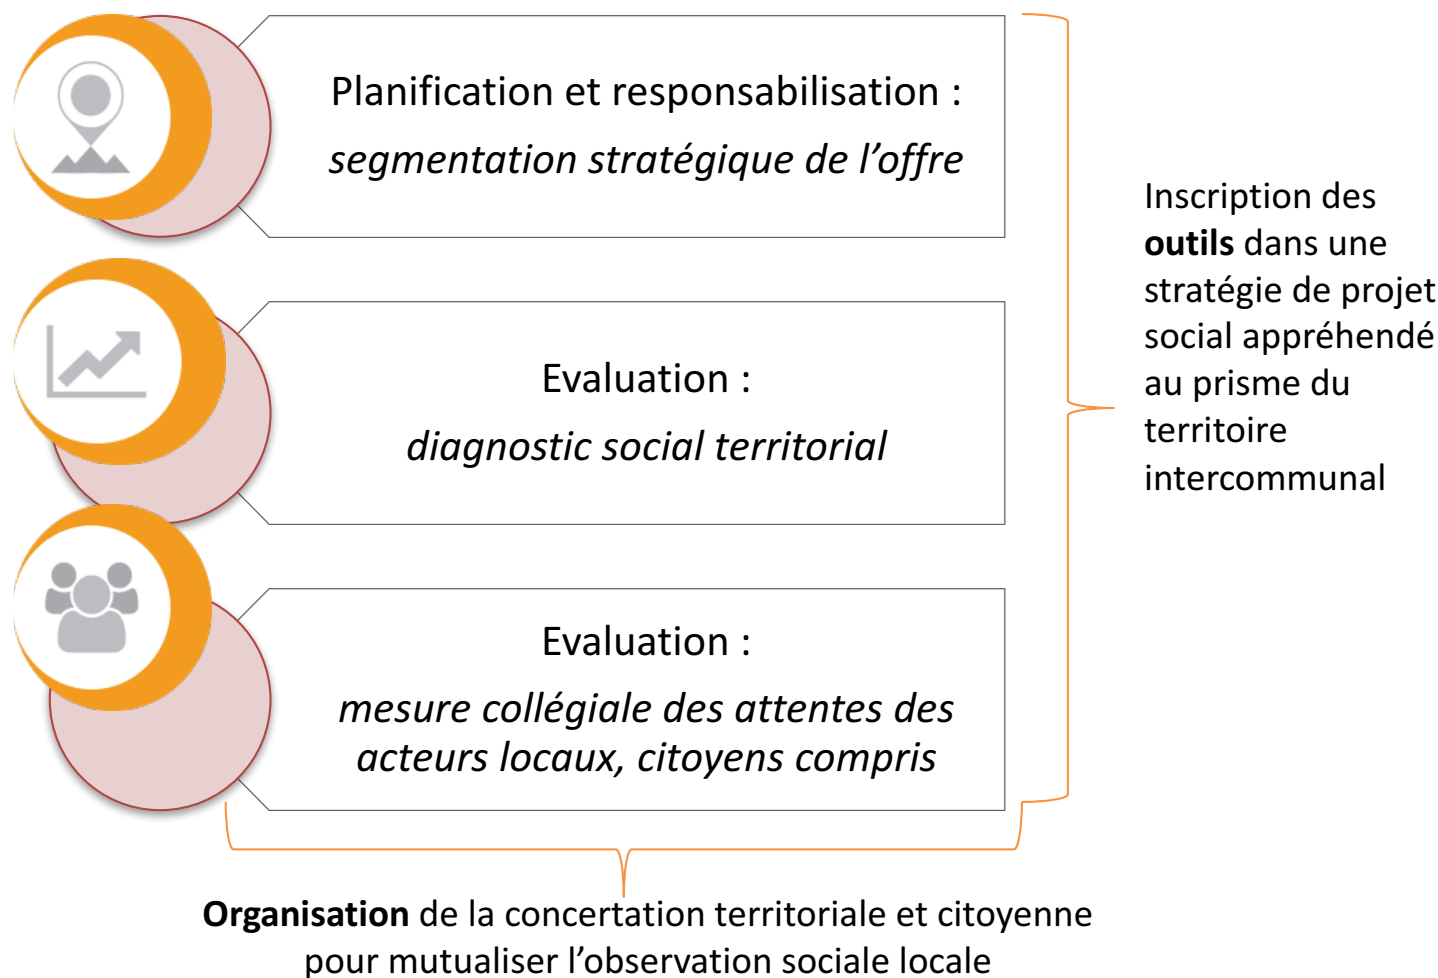 Planification et responsabilisation :
segmentation stratégique de l’offre
Evaluation :
diagnostic social territorial
Evaluation :
mesure collégiale des attentes des
acteurs locaux, citoyens compris
Inscription des
outils dans une
stratégie de projet
social appréhendé
au prisme du
territoire
intercommunal
Organisation de la concertation territoriale et citoyenne
pour mutualiser l’observation sociale locale